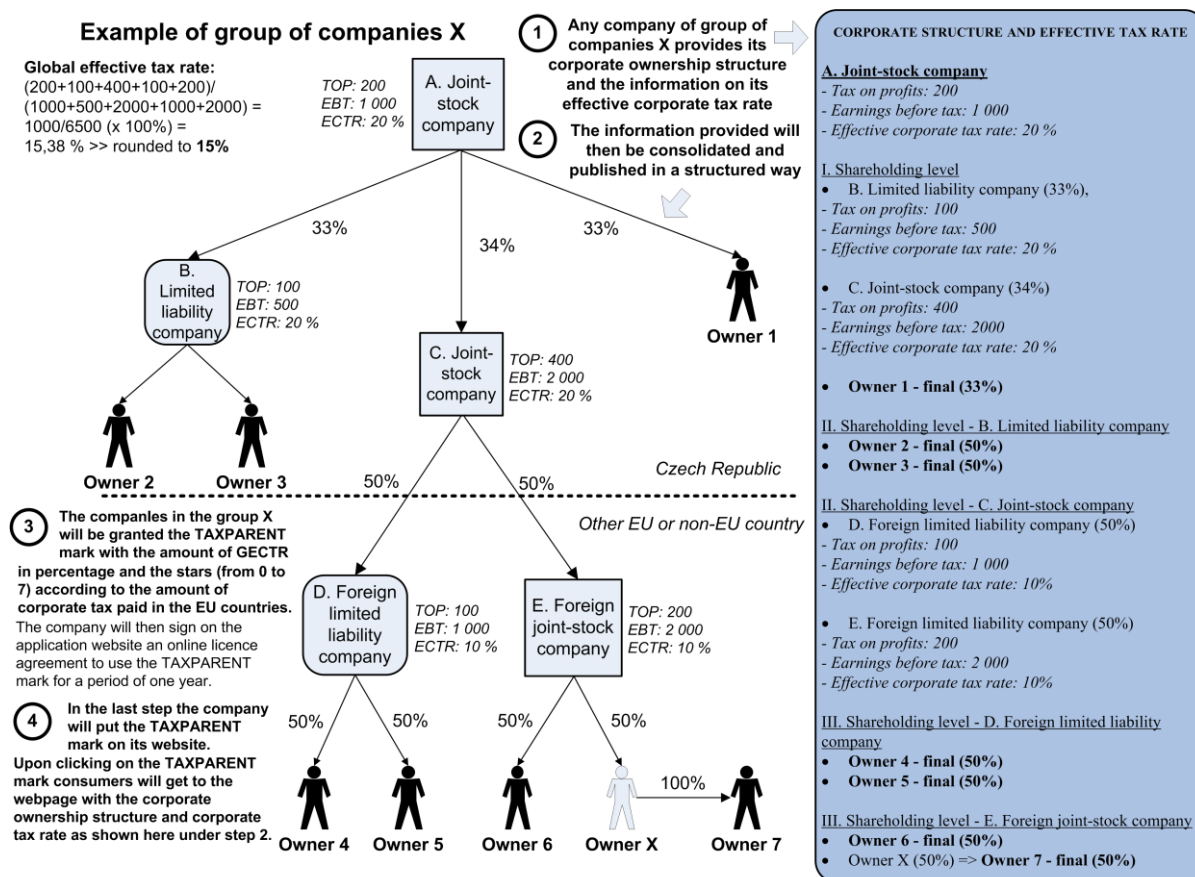 Example of group of companies X
Global effective tax rate:
(200+100+400+100+200)/
(1000+500+2000+1000+2000) =
1000/6500 (x 100%) =
15,38 % >> rounded to 15%
TOP: 200
EBT: 1 000
ECTR: 20 %
A. Joint-
stock
company
1
Any company of group of
companies X provides its
corporate ownership structure
and the information on its
effective corporate tax rate
2
The information provided will
then be consolidated and
published in a structured way
33%
34%
33%
B.
Limited
liability
company
TOP: 100
EBT: 500
ECTR: 20 %
Owner 1
C. Joint-
stock
company
TOP: 400
EBT: 2 000
ECTR: 20 %
Owner 2
Owner 3
50%
50%
Czech Republic
Other EU or non-EU country
3
The companies in the group X
will be granted the TAXPARENT
mark with the amount of GECTR
in percentage and the stars (from 0 to
7) according to the amount of
corporate tax paid in the EU countries.
The company will then sign on the
application website an online licence
agreement to use the TAXPARENT
mark for a period of one year.
D. Foreign
limited
liability
company
TOP: 100
EBT: 1 000
ECTR: 10 %
E. Foreign
joint-stock
company
TOP: 200
EBT: 2 000
ECTR: 10 %
4
In the last step the company
will put the TAXPARENT
mark on its website.
Upon clicking on the TAXPARENT
mark consumers will get to the
webpage with the corporate
ownership structure and corporate
tax rate as shown here under step 2.
50%
50%
50%
50%
100%
Owner 4
Owner 5
Owner 6
Owner X
Owner 7
CORPORATE STRUCTURE AND EFFECTIVE TAX RATE
A. Joint-stock company
- Tax on profits: 200
- Earnings before tax: 1 000
- Effective corporate tax rate: 20 %
I. Shareholding level
• B. Limited liability company (33%),
- Tax on profits: 100
- Earnings before tax: 500
- Effective corporate tax rate: 20 %
• C. Joint-stock company (34%)
- Tax on profits: 400
- Earnings before tax: 2000
- Effective corporate tax rate: 20 %
• Owner 1 - final (33%)
II. Shareholding level - B. Limited liability company
• Owner 2 - final (50%)
• Owner 3 - final (50%)
II. Shareholding level - C. Joint-stock company
• D. Foreign limited liability company (50%)
- Tax on profits: 100
- Earnings before tax: 1 000
- Effective corporate tax rate: 10%
• E. Foreign limited liability company (50%)
- Tax on profits: 200
- Earnings before tax: 2 000
- Effective corporate tax rate: 10%
III. Shareholding level - D. Foreign limited liability
company
• Owner 4 - final (50%)
• Owner 5 - final (50%)
III. Shareholding level - E. Foreign joint-stock company
• Owner 6 - final (50%)
• Owner X (50%) => Owner 7 - final (50%)